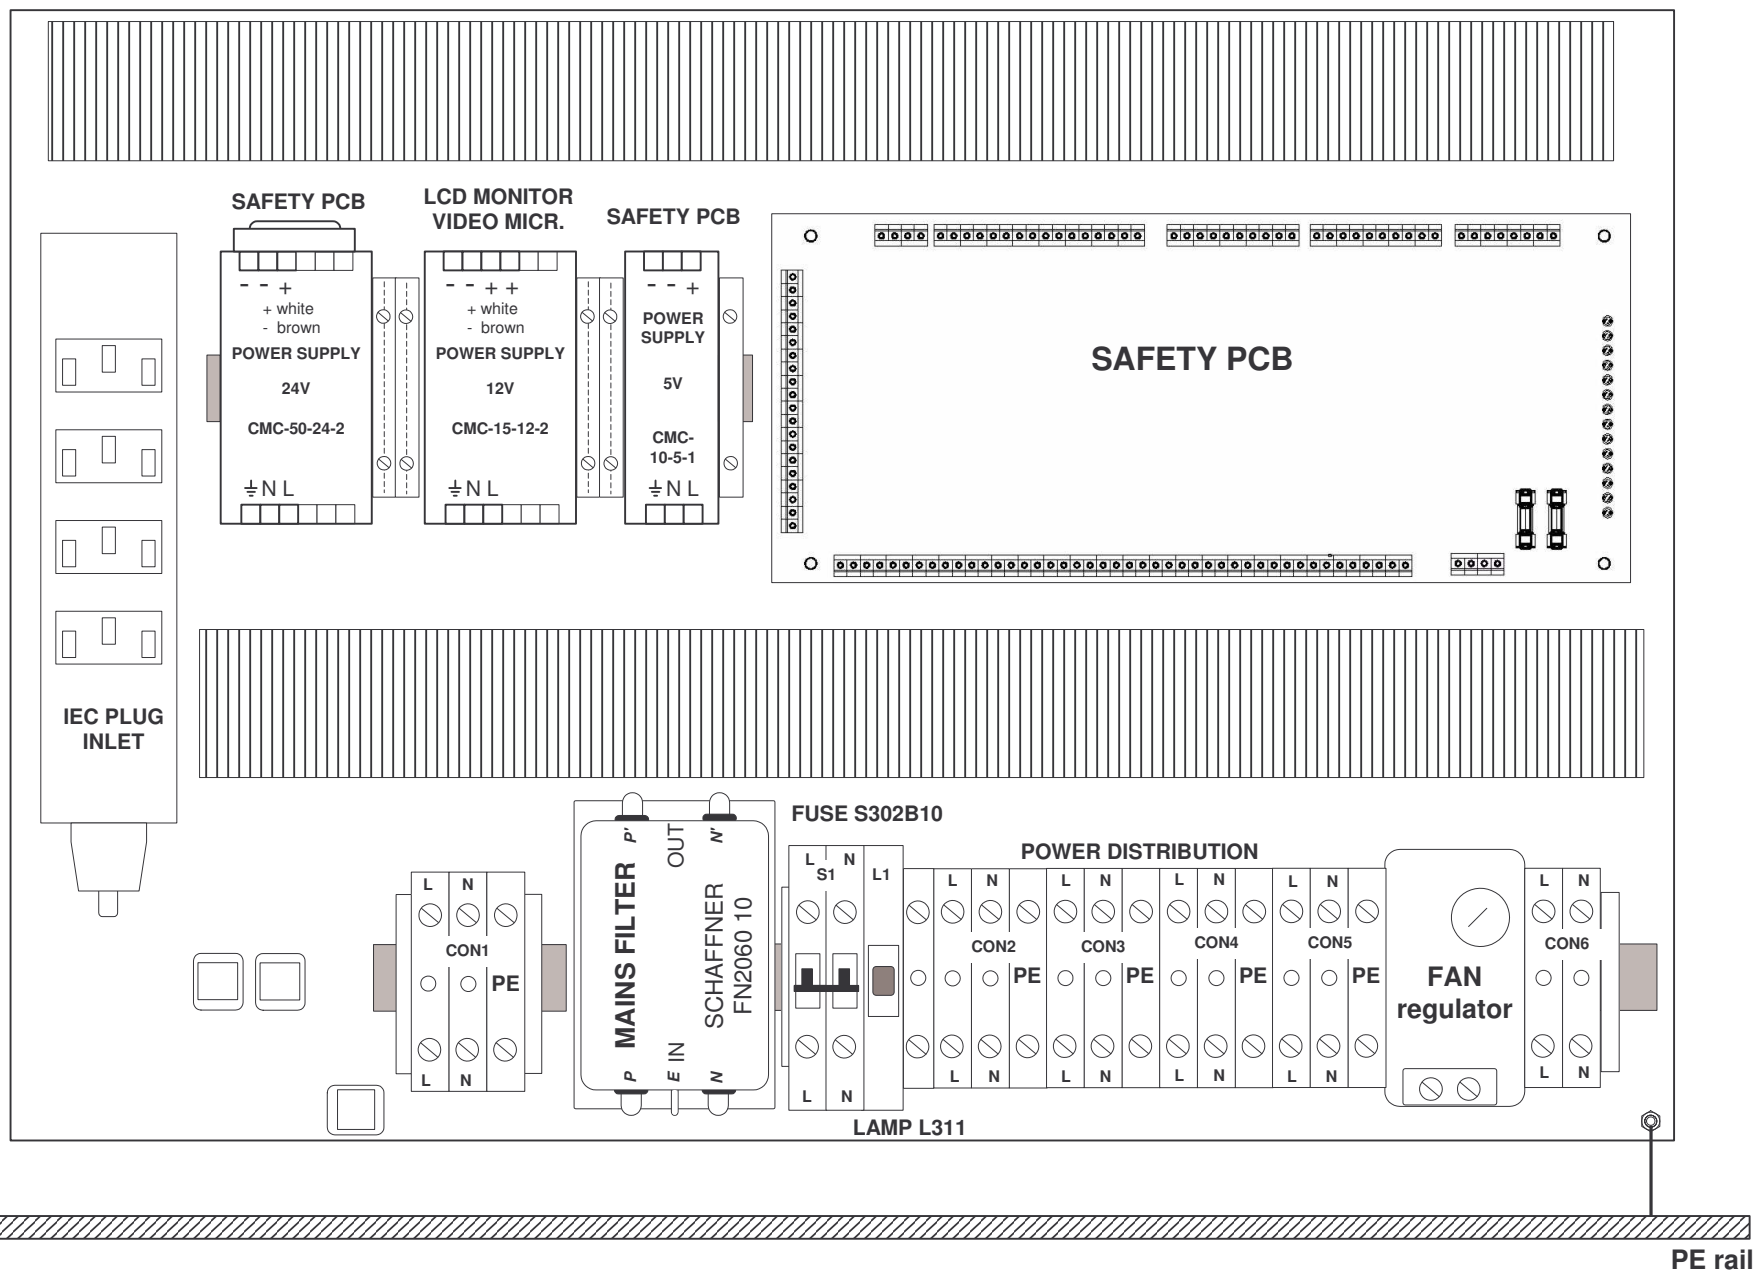 SAFETY PCB
LCD MONITOR
VIDEO MICR.
SAFETY PCB
- - +
+ white
- brown
POWER SUPPLY
24V
CMC-50-24-2
⏚ N L
- - + +
+ white
- brown
POWER SUPPLY
12V
CMC-15-12-2
⏚ N L
- - +
POWER
SUPPLY
5V
CMC-
10-5-1
⏚ N L
SAFETY PCB
IEC PLUG
INLET
L N
CON1
PE
L N
P' OUT N'
MAINS FILTER
SCHAFFNER
FN2060 10
P E IN N
FUSE S302B10
L N
S1
L1
L N
LAMP L311
POWER DISTRIBUTION
L N
CON2
PE
L N
L N
CON3
PE
L N
L N
CON4
PE
L N
L N
CON5
PE
L N
FAN
regulator
L N
CON6
L N
PE rail